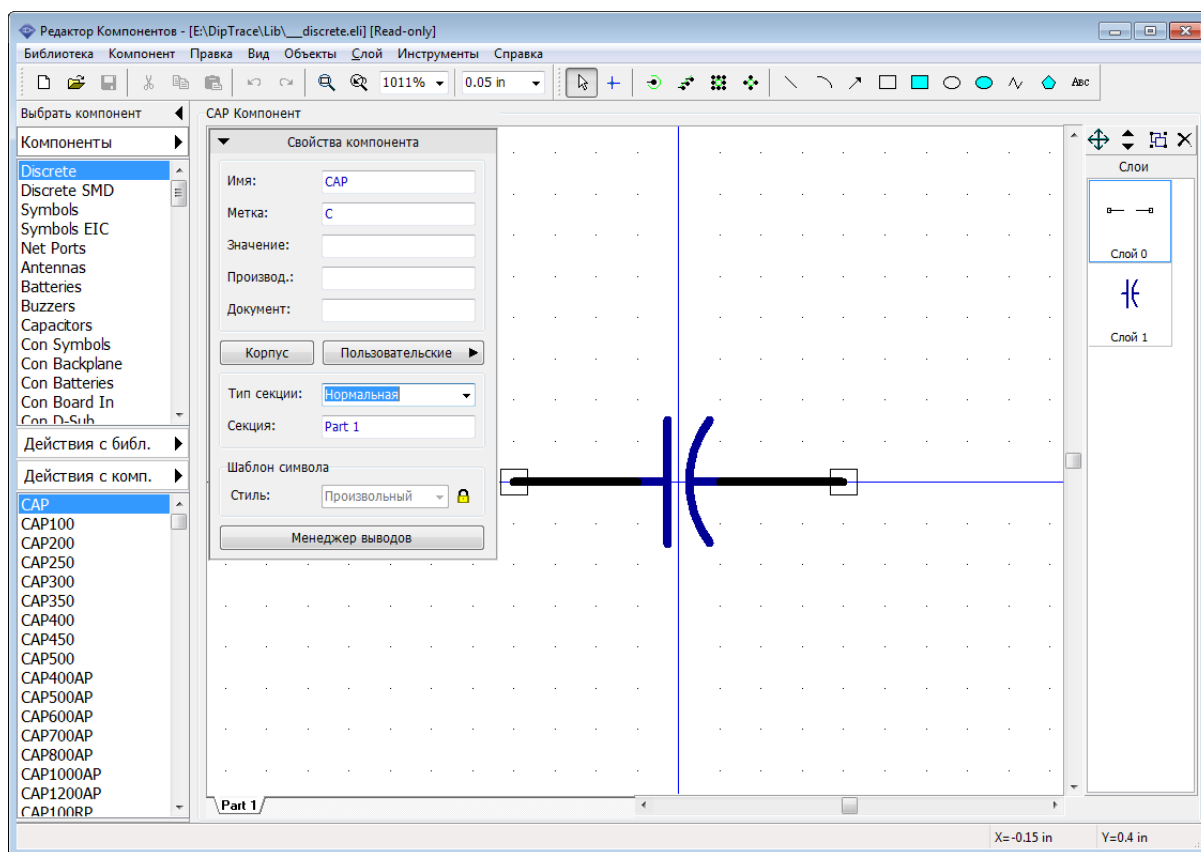 Редактор Компонентов - [E:\DipTrace\Lib\__discrete.eli] [Read-only]
Библиотека Компонент Правка Вид Объекты Слой Инструменты Справка
1011% 0.05 in ABC
Выбрать компонент
Компоненты
Discrete
Discrete SMD
Symbols
Symbols EIC
Net Ports
Antennas
Batteries
Buzzers
Capacitors
Con Symbols
Con Backplane
Con Batteries
Con Board In
Con D-Sub
Действия с библ.
Действия с комп.
CAP
CAP100
CAP200
CAP250
CAP300
CAP350
CAP400
CAP450
CAP500
CAP400AP
CAP500AP
CAP600AP
CAP700AP
CAP800AP
CAP1000AP
CAP1200AP
CAP100RP
CAP Компонент
Свойства компонента
Имя: CAP
Метка: C
Значение:
Производ.:
Документ:
Корпус Пользовательские
Тип секции: Нормальная
Секция: Part 1
Шаблон символа
Стиль: Произвольный
Менеджер выводов
Part 1
Слои
Слой 0
Слой 1
X=-0.15 in Y=0.4 in